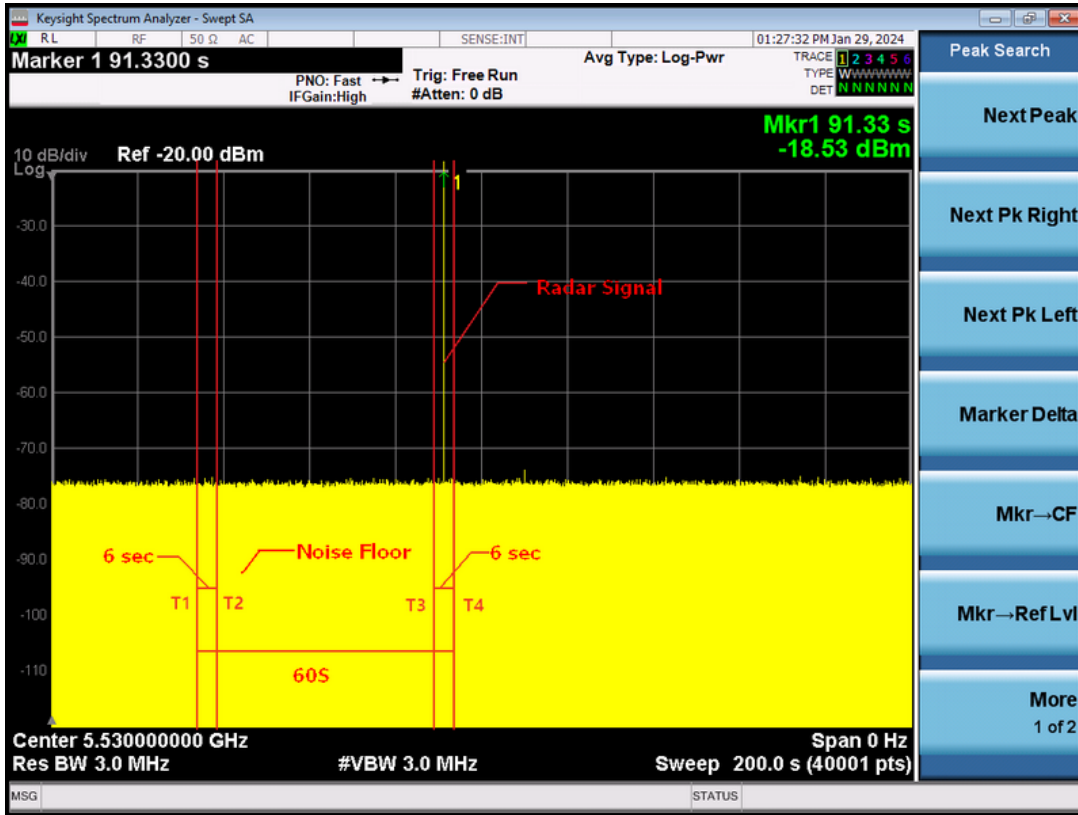 Keysight Spectrum Analyzer - Swept SA
LXI RL RF 50 Ω AC SENSE:INT 01:27:32 PM Jan 29, 2024
Marker 1 91.3300 s
PNO: Fast
IFGain:High
Trig: Free Run
#Atten: 0 dB
Avg Type: Log-Pwr
TRACE 1 2 3 4 5 6
TYPE W
DET N N N N N N
Mkr1 91.33 s
-18.53 dBm
10 dB/div Ref -20.00 dBm
Log
1
-30.0
-40.0
Radar Signal
-50.0
-60.0
-70.0
-80.0
-90.0
6 sec
Noise Floor
6 sec
T1 T2 T3 T4
-100
-110
60S
Center 5.530000000 GHz
Span 0 Hz
Res BW 3.0 MHz
#VBW 3.0 MHz
Sweep 200.0 s (40001 pts)
MSG
STATUS
Peak Search
Next Peak
Next Pk Right
Next Pk Left
Marker Delta
Mkr→CF
Mkr→Ref Lvl
More
1 of 2